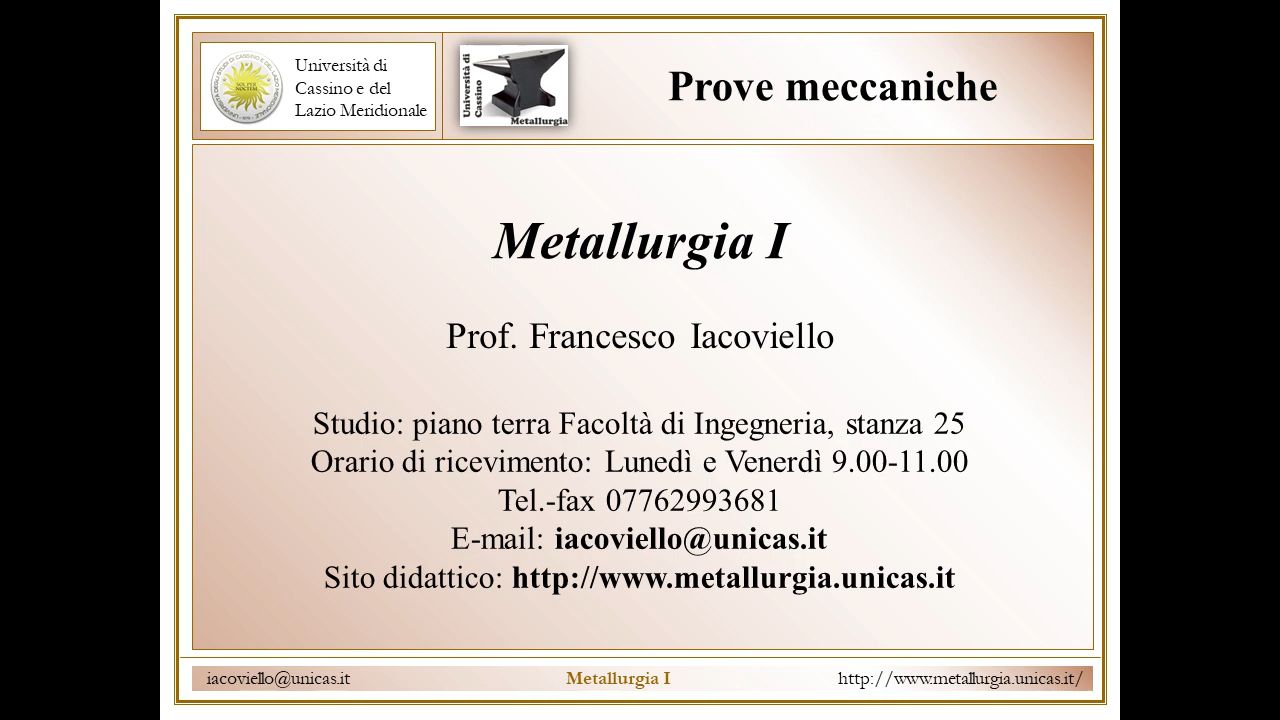 Università di
Cassino e del
Lazio Meridionale
Università di
Cassino
Metallurgia
Prove meccaniche
Metallurgia I
Prof. Francesco Iacoviello
Studio: piano terra Facoltà di Ingegneria, stanza 25
Orario di ricevimento: Lunedì e Venerdì 9.00-11.00
Tel.-fax 07762993681
E-mail: iacoviello@unicas.it
Sito didattico: http://www.metallurgia.unicas.it
iacoviello@unicas.it
Metallurgia I
http://www.metallurgia.unicas.it/